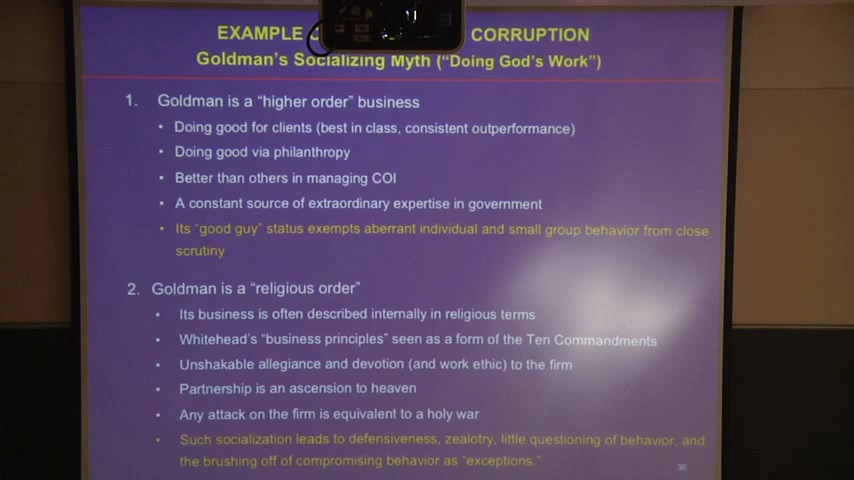 EXAMPLE CORRUPTION
Goldman's Socializing Myth ("Doing God's Work")
1. Goldman is a "higher order" business
• Doing good for clients (best in class, consistent outperformance)
• Doing good via philanthropy
• Better than others in managing COI
• A constant source of extraordinary expertise in government
• Its "good guy" status exempts aberrant individual and small group behavior from close
scrutiny
2. Goldman is a "religious order"
• Its business is often described internally in religious terms
• Whitehead's "business principles" seen as a form of the Ten Commandments
• Unshakable allegiance and devotion (and work ethic) to the firm
• Partnership is an ascension to heaven
• Any attack on the firm is equivalent to a holy war
• Such socialization leads to defensiveness, zealotry, little questioning of behavior, and
the brushing off of compromising behavior as "exceptions."
36